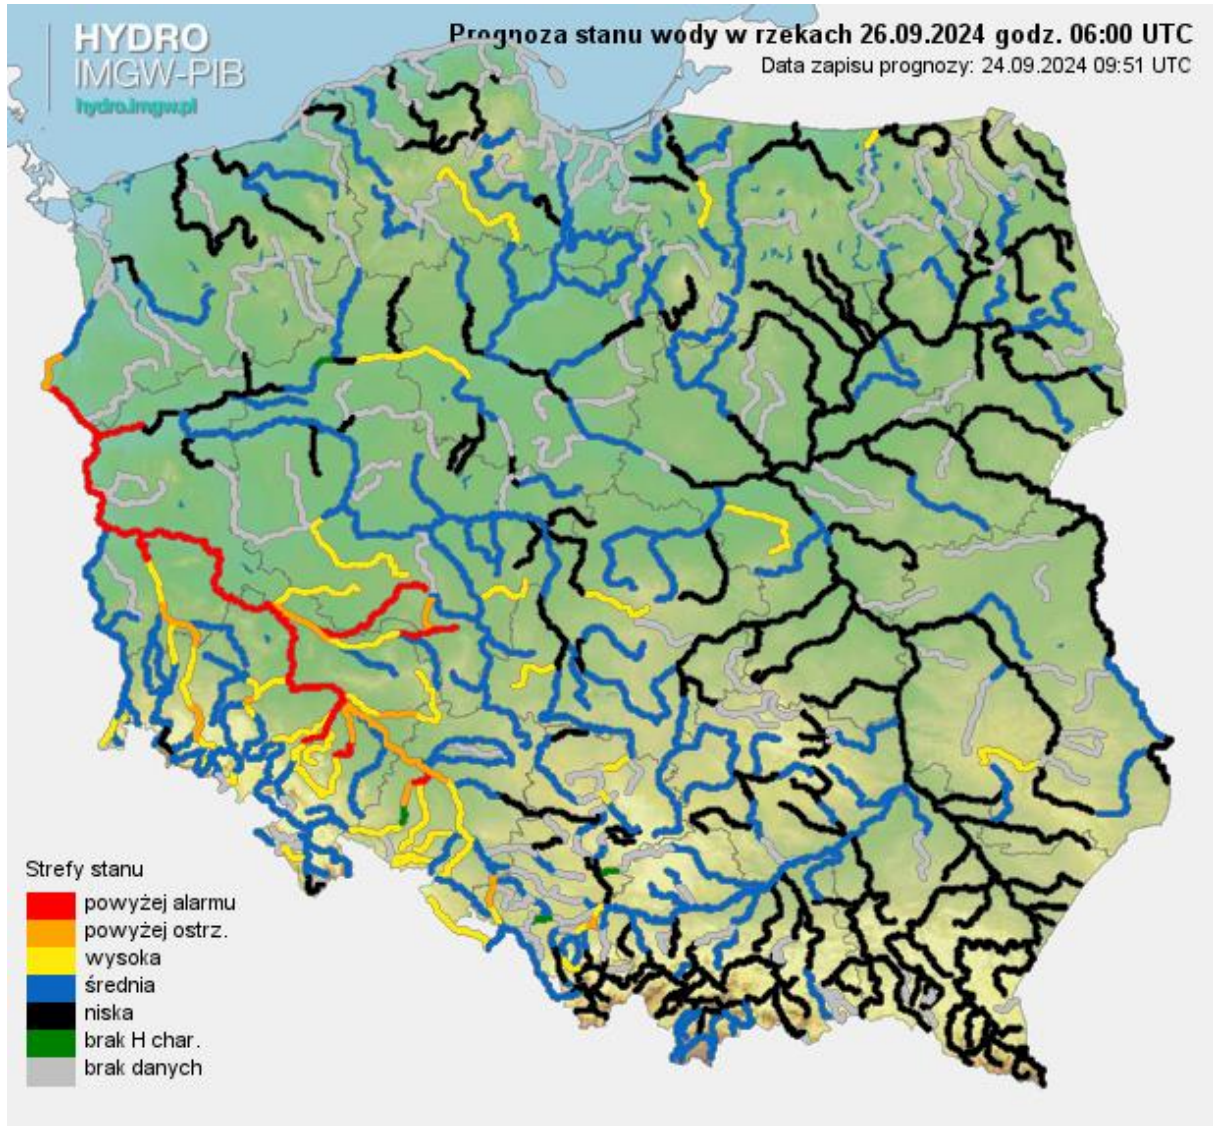 HYDRO
IMGW-PIB
hydro.imgw.pl
Prognoza stanu wody w rzekach 26.09.2024 godz. 06:00 UTC
Data zapisu prognozy: 24.09.2024 09:51 UTC
Strefy stanu
powyżej alarmu
powyżej ostrz.
wysoka
średnia
niska
brak H char.
brak danych